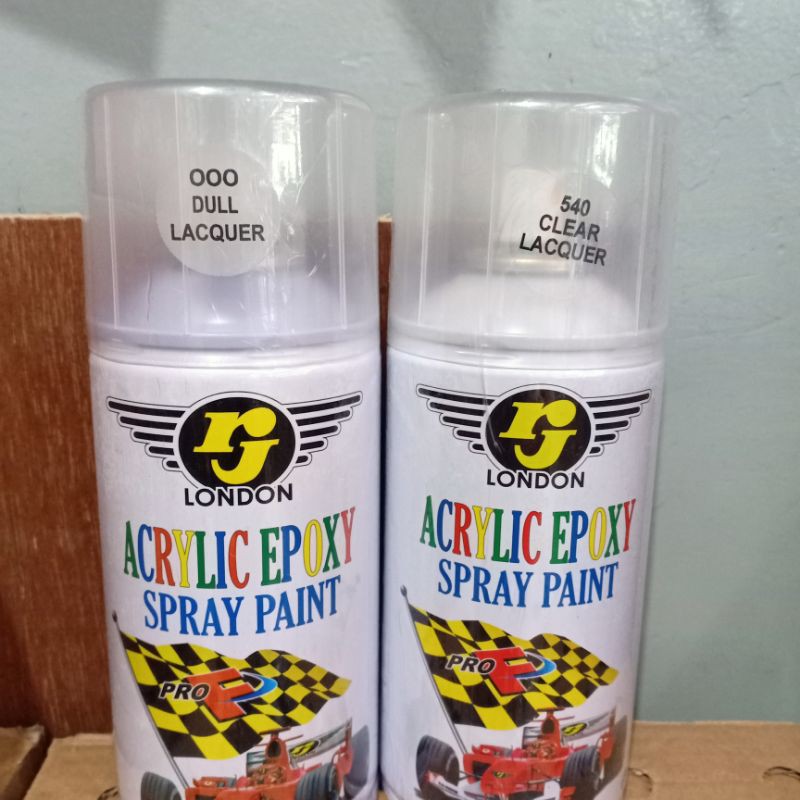 OOO
DULL
LACQUER
rJ
LONDON
ACRYLIC EPOXY
SPRAY PAINT
PRO F
540
CLEAR
LACQUER
rJ
LONDON
ACRYLIC EPOXY
SPRAY PAINT
PRO F